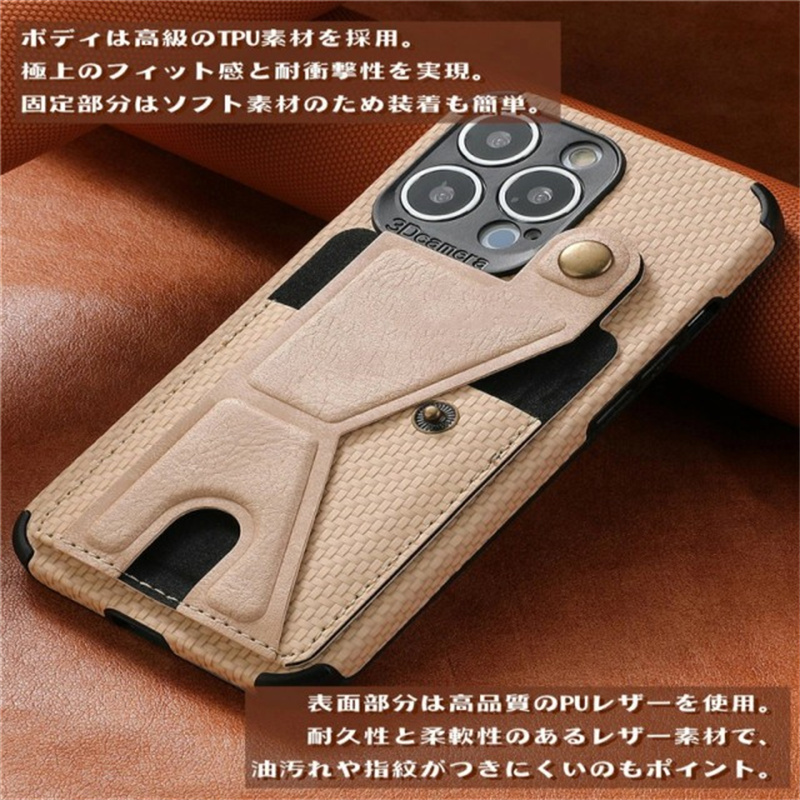 ボディは高級のTPU素材を採用。
極上のフィット感と耐衝撃性を実現。
固定部分はソフト素材のため装着も簡単。
3Dcamera
表面部分は高品質のPUレザーを使用。
耐久性と柔軟性のあるレザー素材で、
油汚れや指紋がつきにくいのもポイント。